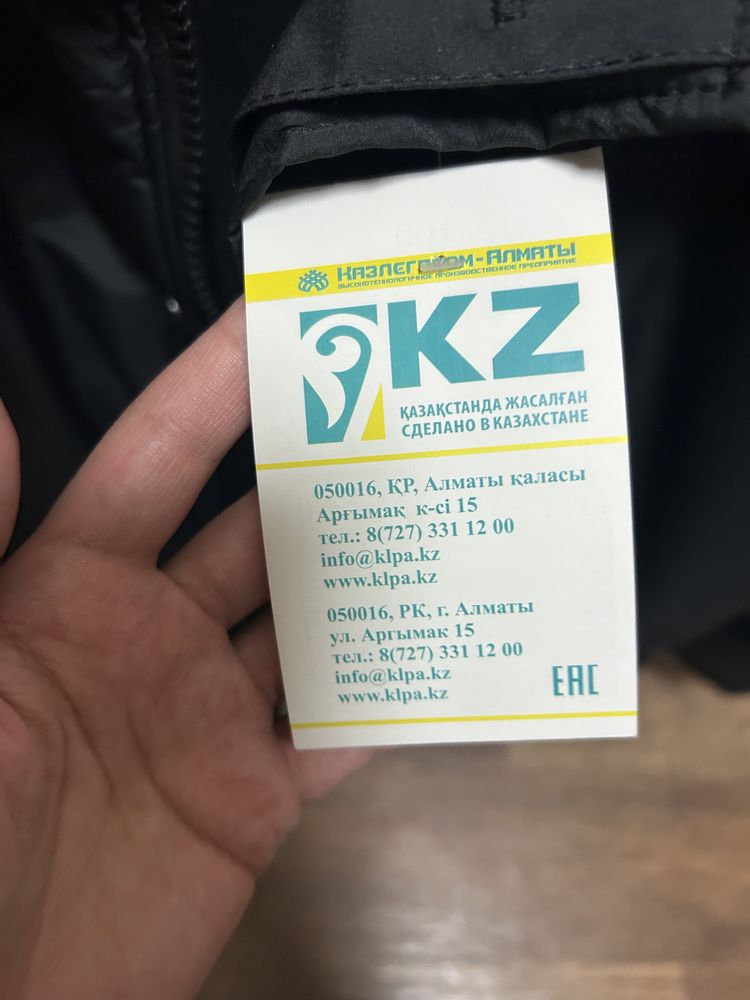 КАЗЛЕГПРОМ-АЛМАТЫ
ВЫСОКОТЕХНОЛОГИЧНОЕ ПРОИЗВОДСТВЕННОЕ ПРЕДПРИЯТИЕ
KZ
ҚАЗАҚСТАНДА ЖАСАЛҒАН
СДЕЛАНО В КАЗАХСТАНЕ
050016, ҚР, Алматы қаласы
Арғымақ к-сі 15
тел.: 8(727) 331 12 00
info@klpa.kz
www.klpa.kz
050016, РК, г. Алматы
ул. Аргымак 15
тел.: 8(727) 331 12 00
info@klpa.kz
www.klpa.kz
EAC